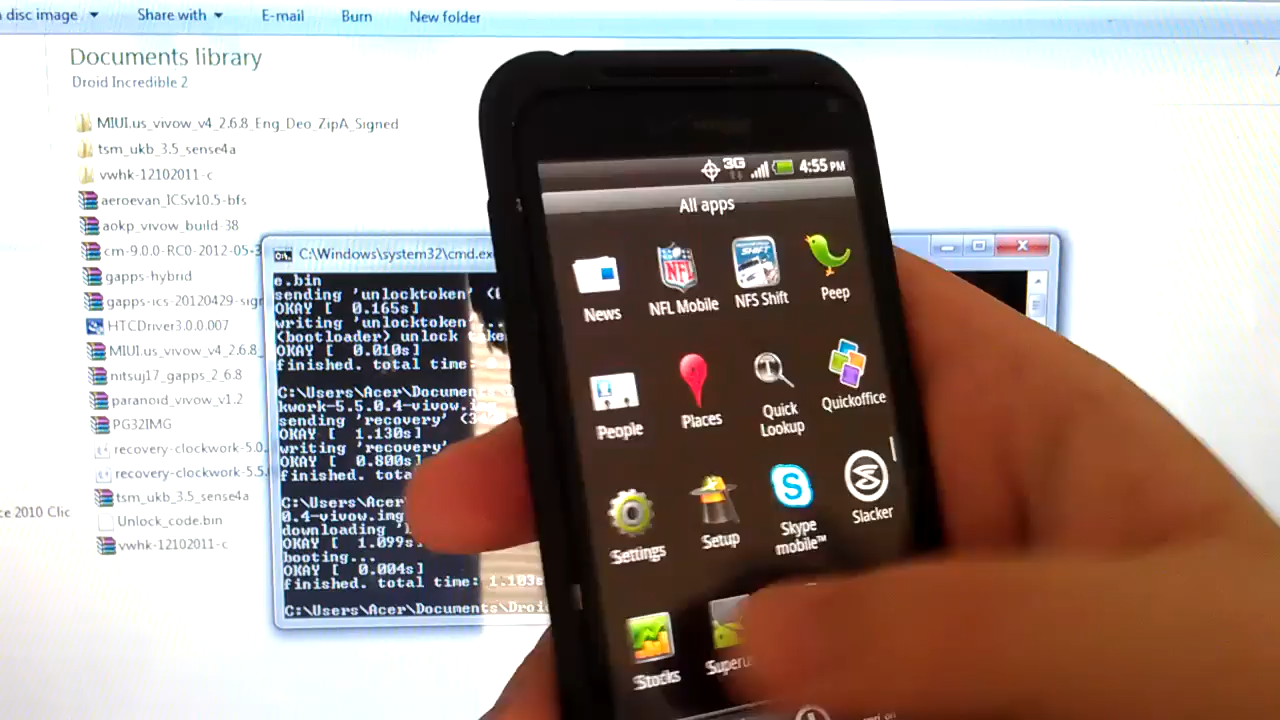 disc image
Share with
E-mail
Burn
New folder
Documents library
Droid Incredible 2
MIUI.us_vivow_v4_2.6.8_Eng_Deo_ZipA_Signed
tsm_ukb_3.5_sense4a
vwhk-12102011-c
aeroevan_ICSv10.5-bfs
aokp_vivow_build-38
cm-9.0.0-RC0-2012-05-3
gapps-hybrid
gapps-ics-20120429-sign
HTCDriver3.0.0.007
MIUI.us_vivow_v4_2.6.8_
nitsuj17_gapps_2_6.8
paranoid_vivow_v1.2
PG32IMG
recovery-clockwork-5.0.
recovery-clockwork-5.5.
tsm_ukb_3.5_sense4a
Unlock_code.bin
vwhk-12102011-c
ce 2010 Clic
C:\Windows\system32\cmd.ex
e.bin
sending 'unlocktoken'
OKAY [ 0.165s]
writing 'unlocktoken'...
(bootloader) unlock toke
OKAY [ 0.010s]
finished. total time:
C:\Users\Acer\Documen
kwork-5.5.0.4-vivow.i
sending 'recovery'
OKAY [ 1.130s]
writing 'recovery'
OKAY [ 0.800s]
finished. tota
C:\Users\Acer
0.4-vivow.img
downloading
OKAY [ 1.099s
booting...
OKAY [ 0.004s]
finished. total time: 1.103s
C:\Users\Acer\Documents\Droi
3G
4:55 PM
All apps
News
NFL Mobile
NFS Shift
Peep
People
Places
Quick
Lookup
Quickoffice
Settings
Setup
Skype
mobile™
Slacker
Stocks
Superu
NFL
SHIFT